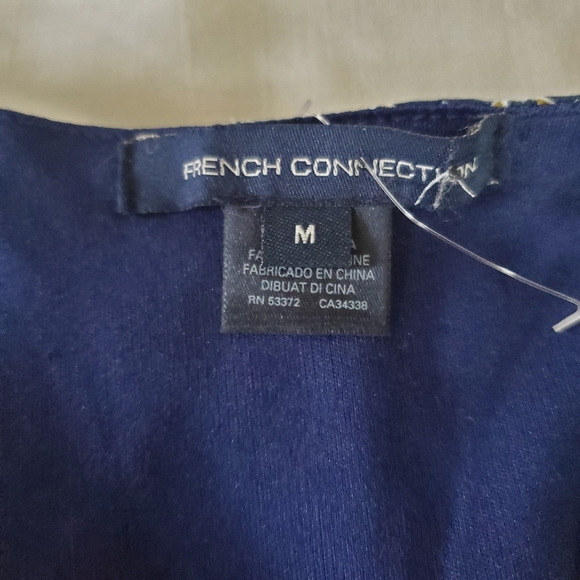 FRENCH CONNECTION
M
FABRICADO EN CHINA
DIBUAT DI CINA
RN 53372 CA34338